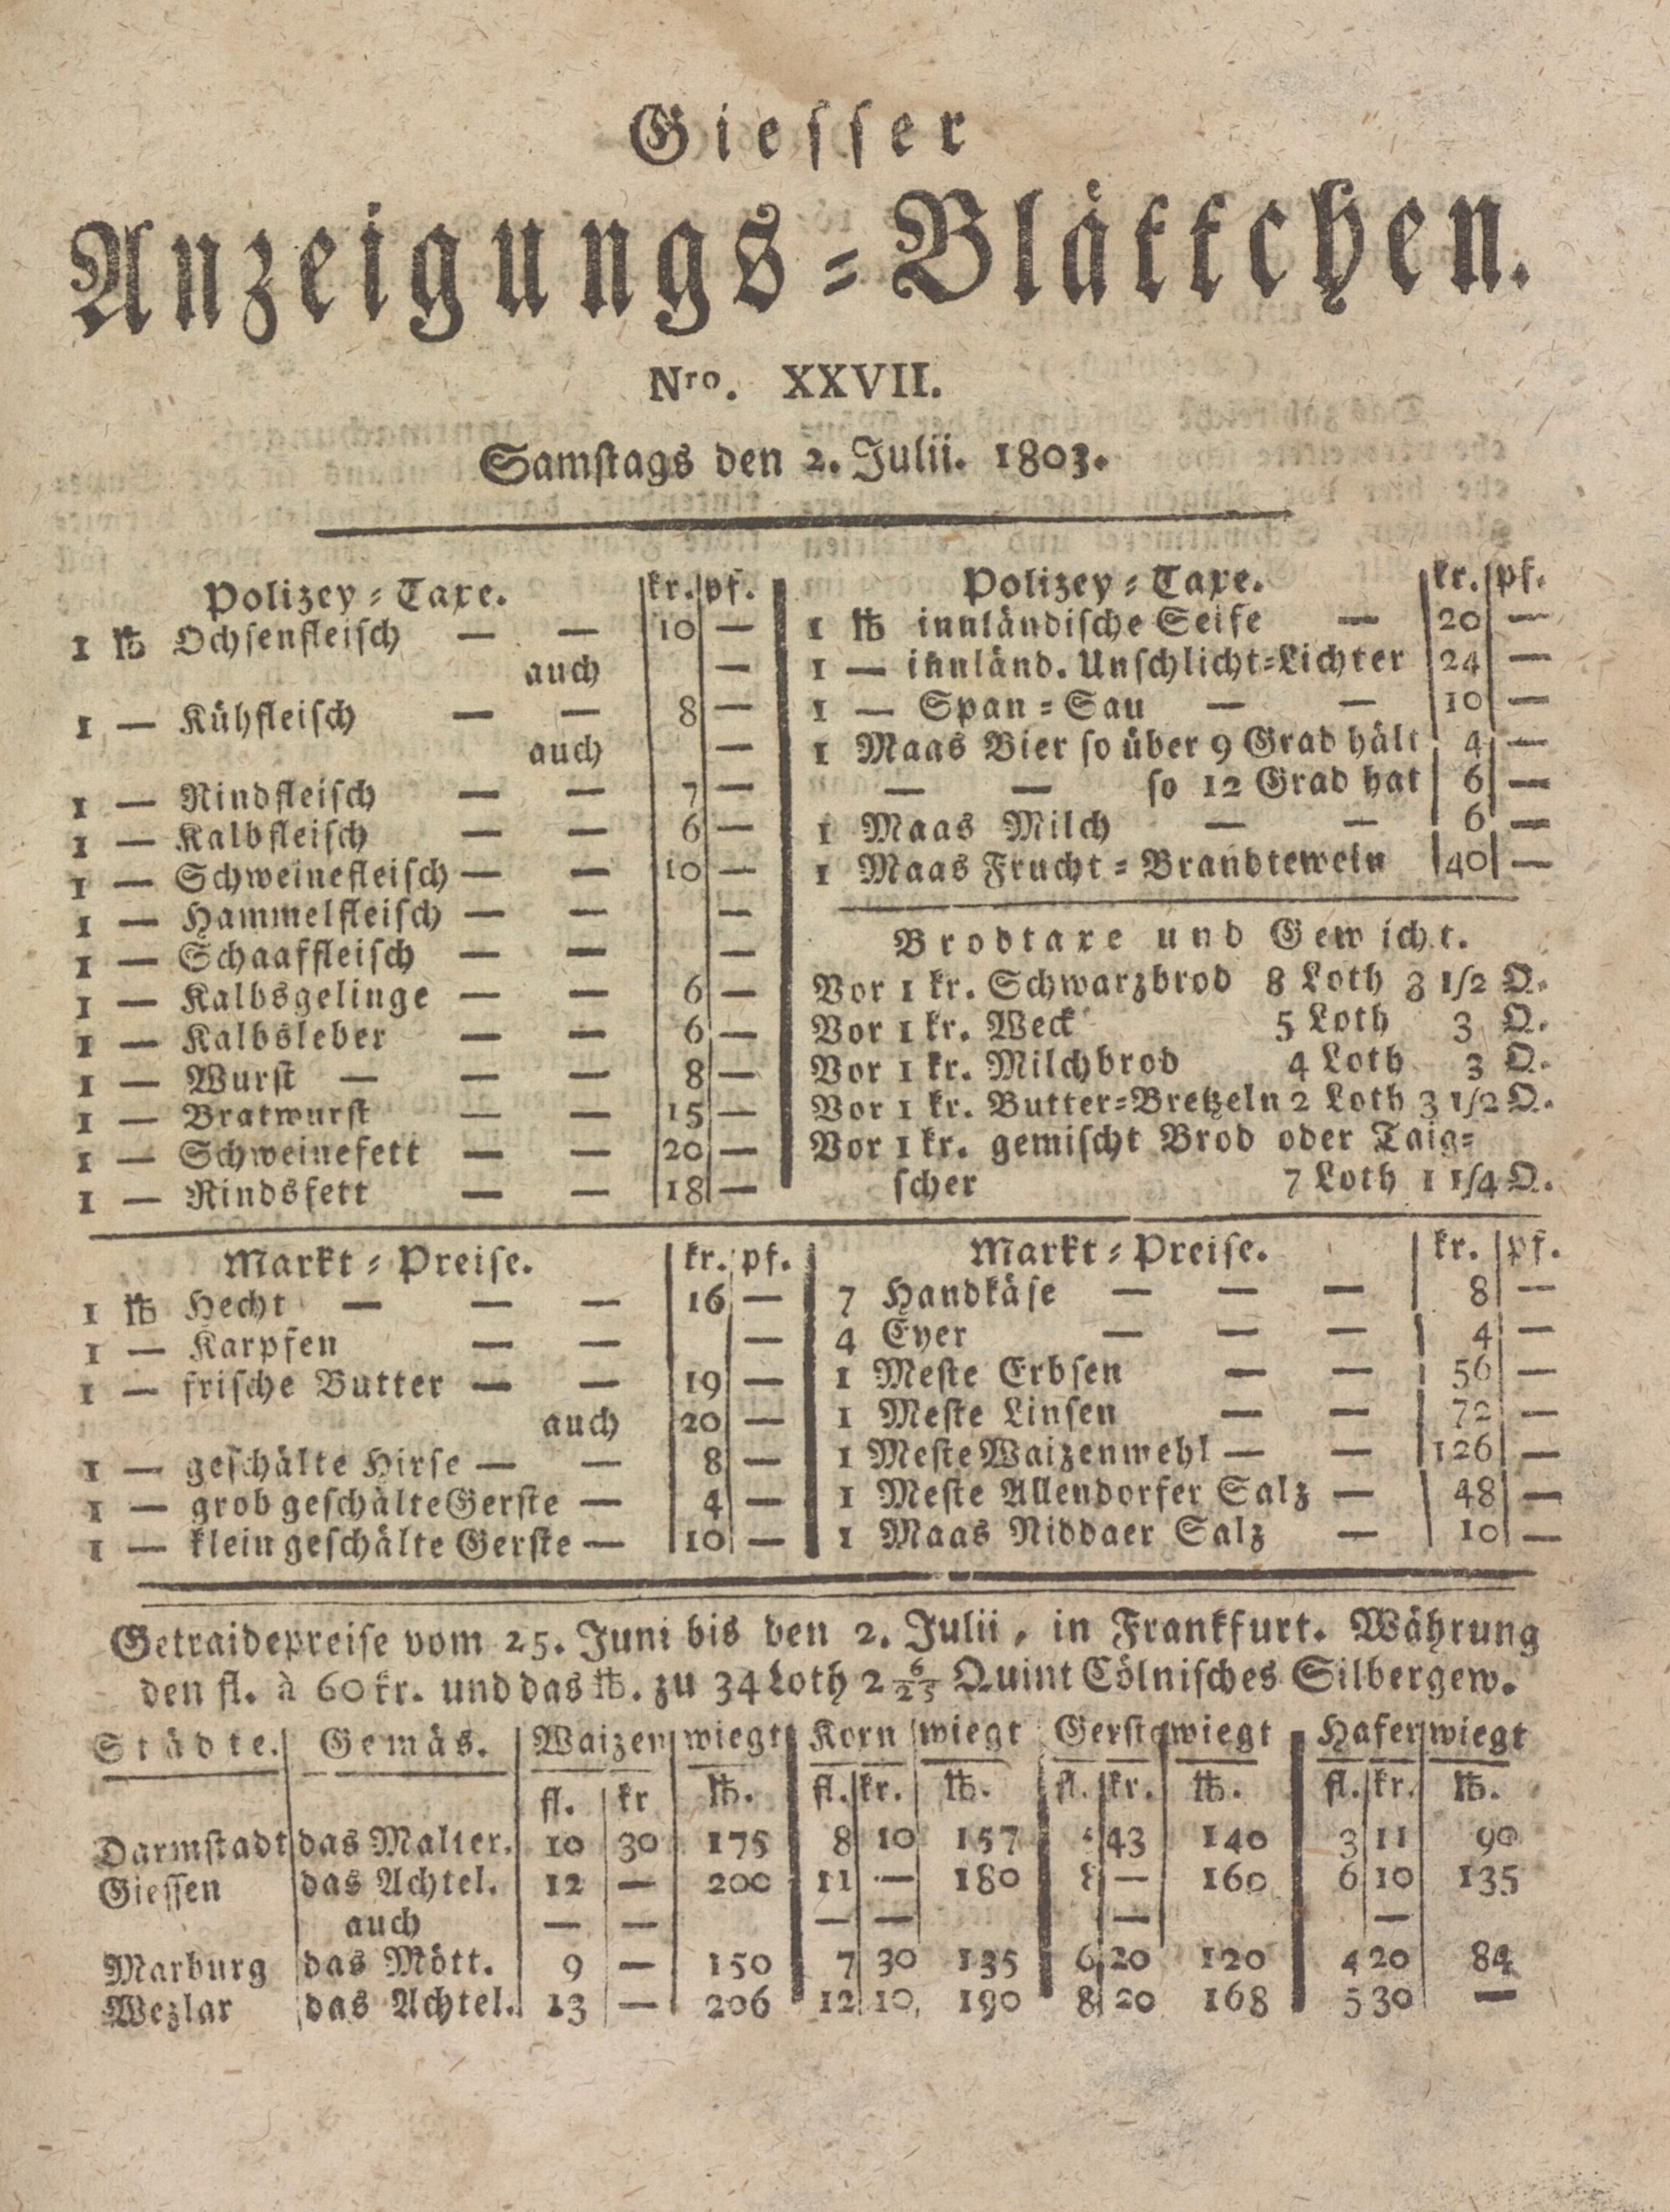 Giesser
Anzeigungs-Blättchen.
Nro. XXVII.
Samstags den 2. Julii. 1803.
Polizey-Taxe. kr. pf.
1 ℔ Ochsenfleisch — — 10 —
auch —
1 — Kühfleisch — — 8 —
auch —
1 — Rindfleisch — — 7 —
1 — Kalbfleisch — — 6 —
1 — Schweinefleisch — — 10 —
1 — Hammelfleisch — — —
1 — Schaaffleisch — — —
1 — Kalbsgelinge — — 6 —
1 — Kalbsleber — — 6 —
1 — Wurst — — — 8 —
1 — Bratwurst — — 15 —
1 — Schweinefett — — 20 —
1 — Rindsfett — — 18 —
Polizey-Taxe. kr. pf.
1 ℔ innländische Seife — 20 —
1 — innländ. Unschlicht-Lichter 24 —
1 — Span-Sau — — 10 —
1 Maas Bier so über 9 Grad hält 4 —
— — so 12 Grad hat 6 —
1 Maas Milch — — 6 —
1 Maas Frucht-Brandtewein 40 —
Brodtaxe und Gewicht.
Vor 1 kr. Schwarzbrod 8 Loth 3 1/2 Q.
Vor 1 kr. Weck 5 Loth 3 Q.
Vor 1 kr. Milchbrod 4 Loth 3 Q.
Vor 1 kr. Butter-Bretzeln 2 Loth 3 1/2 Q.
Vor 1 kr. gemischt Brod oder Taig-
scher 7 Loth 1 1/4 Q.
Markt-Preise. kr. pf.
1 ℔ Hecht — — — 16 —
1 — Karpfen — — —
1 — frische Butter — — 19 —
auch 20 —
1 — geschälte Hirse — — 8 —
1 — grob geschälte Gerste — 4 —
1 — klein geschälte Gerste — 10 —
Markt-Preise. kr. pf.
7 Handkäse — — — 8 —
4 Eyer — — — 4 —
1 Meste Erbsen — — 56 —
1 Meste Linsen — — 72 —
1 Meste Waizenmehl — — 126 —
1 Meste Allendorfer Salz — 48 —
1 Maas Niddaer Salz — 10 —
Getraidepreise vom 25. Juni bis den 2. Julii, in Frankfurt. Währung
den fl. à 60 kr. und das ℔. zu 34 Loth 2 6/25 Quint Cölnisches Silbergew.
Städte. Gemäs. Waizen wiegt Korn wiegt Gerste wiegt Hafer wiegt
fl. kr ℔. fl. kr. ℔. fl. kr. ℔. fl. kr. ℔.
Darmstadt das Malter. 10 30 175 8 10 157 43 140 3 11 90
Giessen das Achtel. 12 — 200 11 — 180 8 — 160 6 10 135
auch — — — — — —
Marburg das Mött. 9 — 150 7 30 135 6 20 120 4 20 84
Wezlar das Achtel. 13 — 206 12 10 190 8 20 168 5 30 —